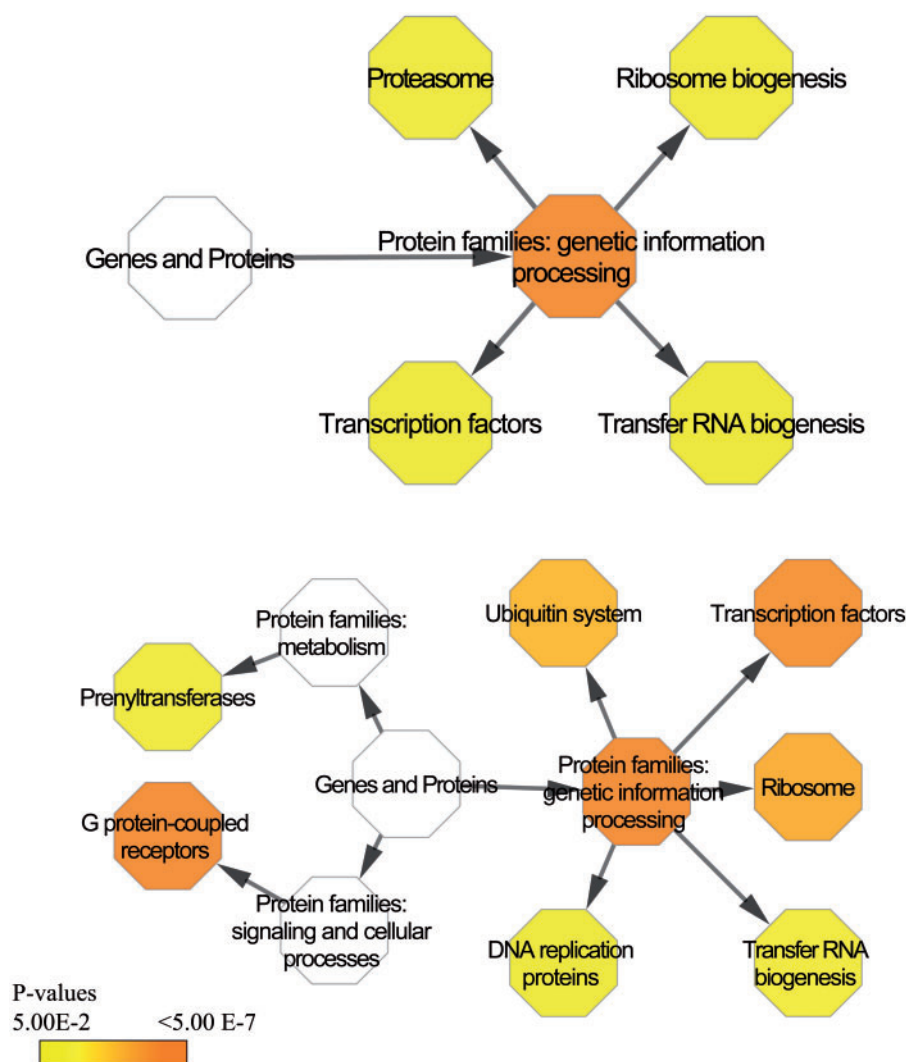 Proteasome
Ribosome biogenesis
Genes and Proteins
Protein families: genetic information
processing
Transcription factors
Transfer RNA biogenesis
Ubiquitin system
Transcription factors
Protein families:
metabolism
Prenyltransferases
Genes and Proteins
Protein families:
genetic information
processing
Ribosome
G protein-coupled
receptors
Protein families:
signaling and cellular
processes
DNA replication
proteins
Transfer RNA
biogenesis
P-values
5.00E-2 <5.00 E-7